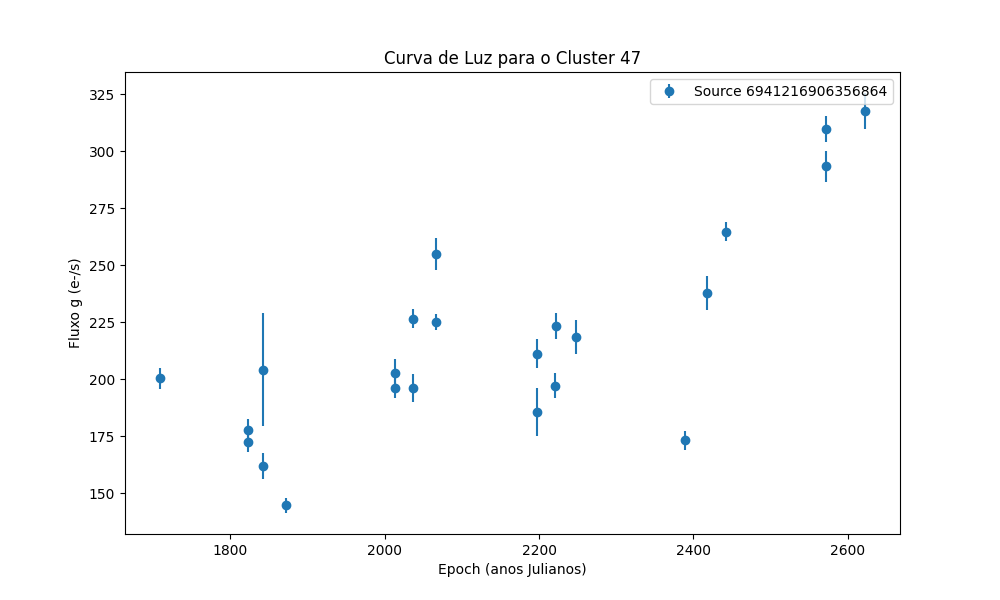 Curva de Luz para o Cluster 47
Source 6941216906356864
325
300
275
250
225
200
175
150
Fluxo g (e-/s)
1800 2000 2200 2400 2600
Epoch (anos Julianos)